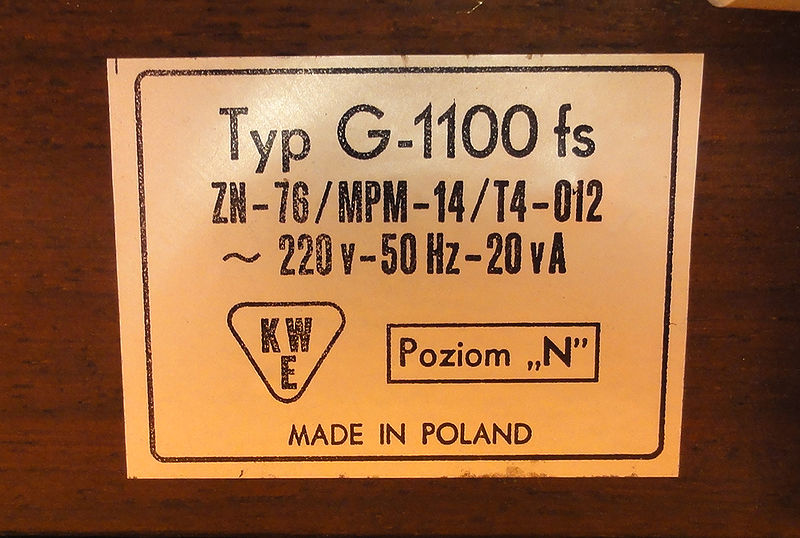 Typ G-1100 fs
ZN-76/MPM-14/T4-012
~ 220 v-50 Hz-20 vA
KW
E
Poziom „N”
MADE IN POLAND